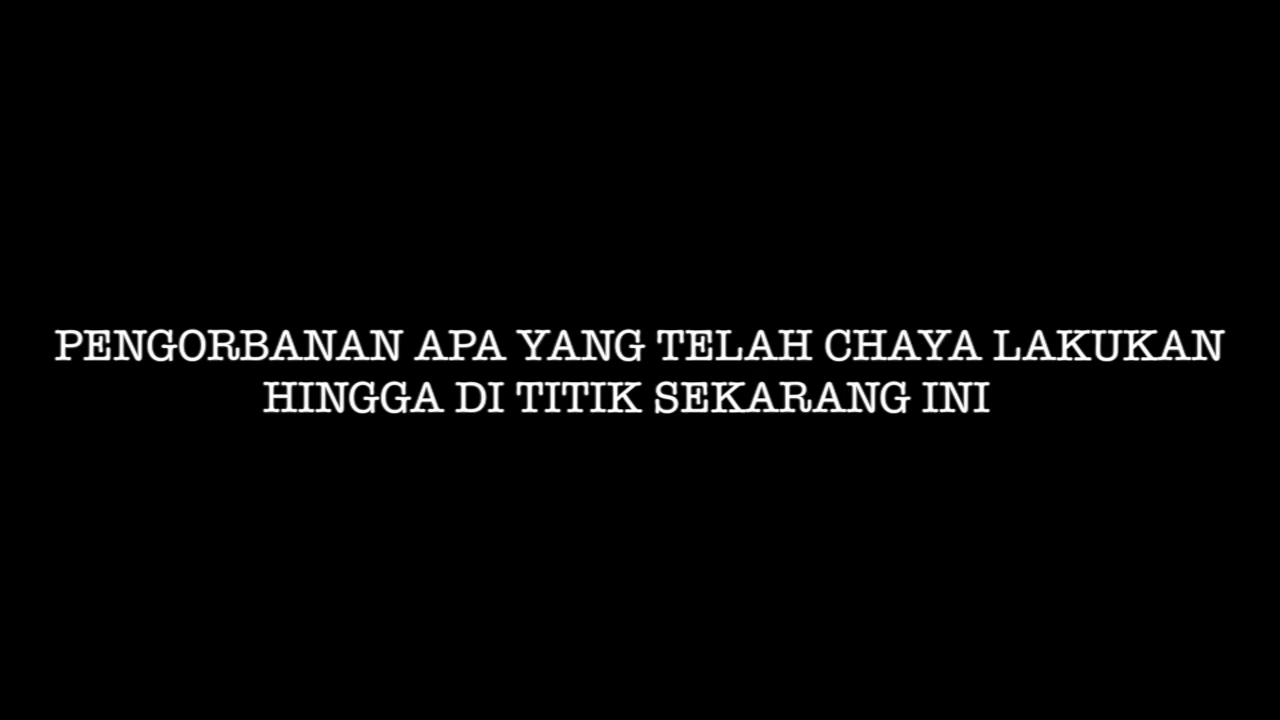 PENGORBANAN APA YANG TELAH CHAYA LAKUKAN
HINGGA DI TITIK SEKARANG INI